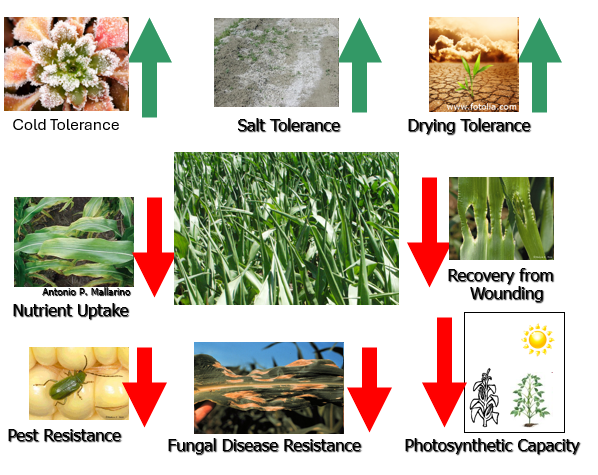 www.fotolia.com
Cold Tolerance
Salt Tolerance
Drying Tolerance
Antonio P. Mallarino
Nutrient Uptake
Recovery from
Wounding
Pest Resistance
Fungal Disease Resistance
Photosynthetic Capacity